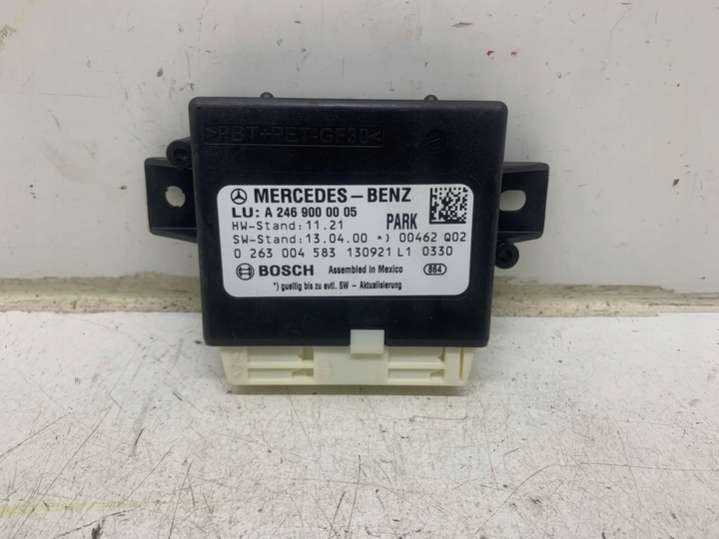 >PBT+PET-GF30<
MERCEDES-BENZ
LU: A 246 900 00 05
HW-Stand: 11.21 PARK
SW-Stand: 13.04.00 *) 00462 Q02
0 263 004 583 130921 L1 0330
BOSCH Assembled in Mexico 864
*) gueltig bis zu evtl. SW - Aktualisierung